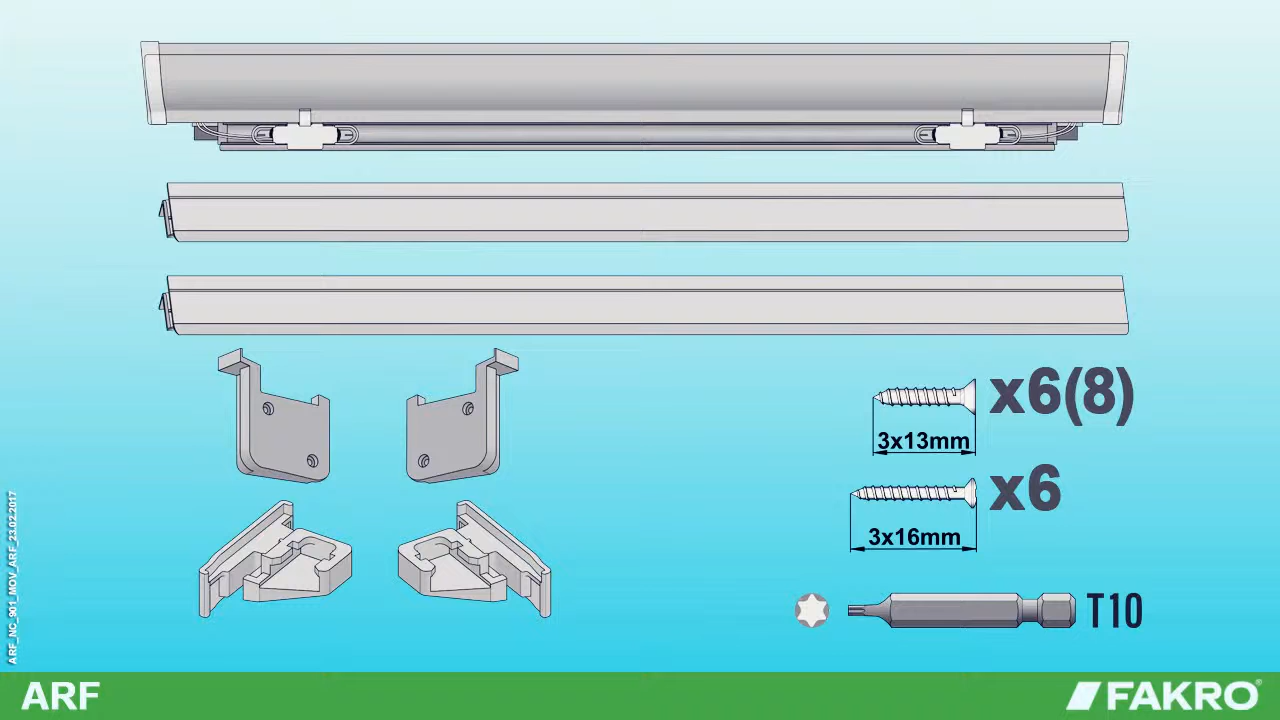 x6(8)
3x13mm
x6
3x16mm
T10
ARF_NC_901_MOV_ARF_23.02.2017
ARF
FAKRO®